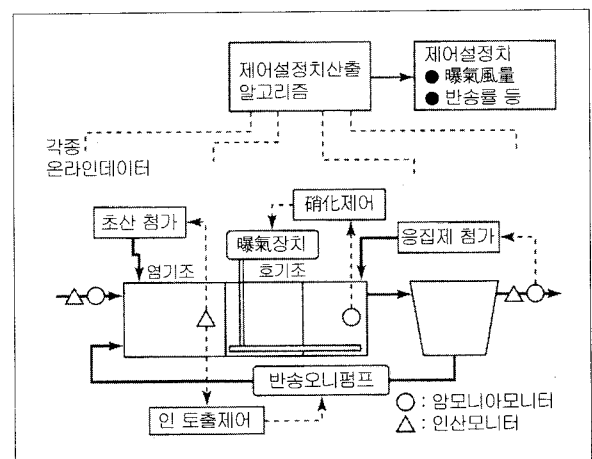 제어설정치산출
알고리즘
제어설정치
● 曝氣風量
● 반송률 등
각종
온라인데이터
硝化제어
초산 첨가
曝氣장치
응집제 첨가
염기조
호기조
반송오니펌프
인 토출제어
○ : 암모니아모니터
△ : 인산모니터